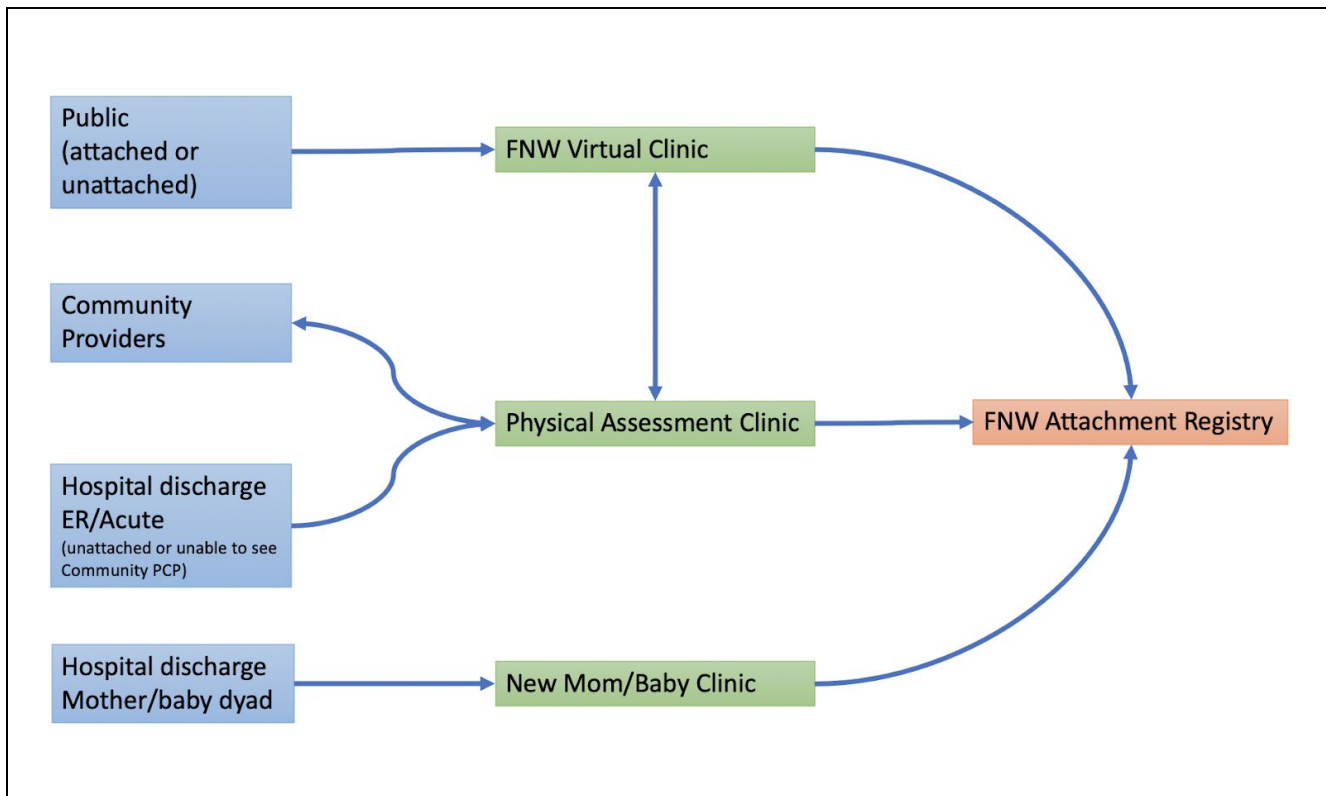 Public
(attached or
unattached)
FNW Virtual Clinic
Community
Providers
Physical Assessment Clinic
FNW Attachment Registry
Hospital discharge
ER/Acute
(unattached or unable to see
Community PCP)
Hospital discharge
Mother/baby dyad
New Mom/Baby Clinic